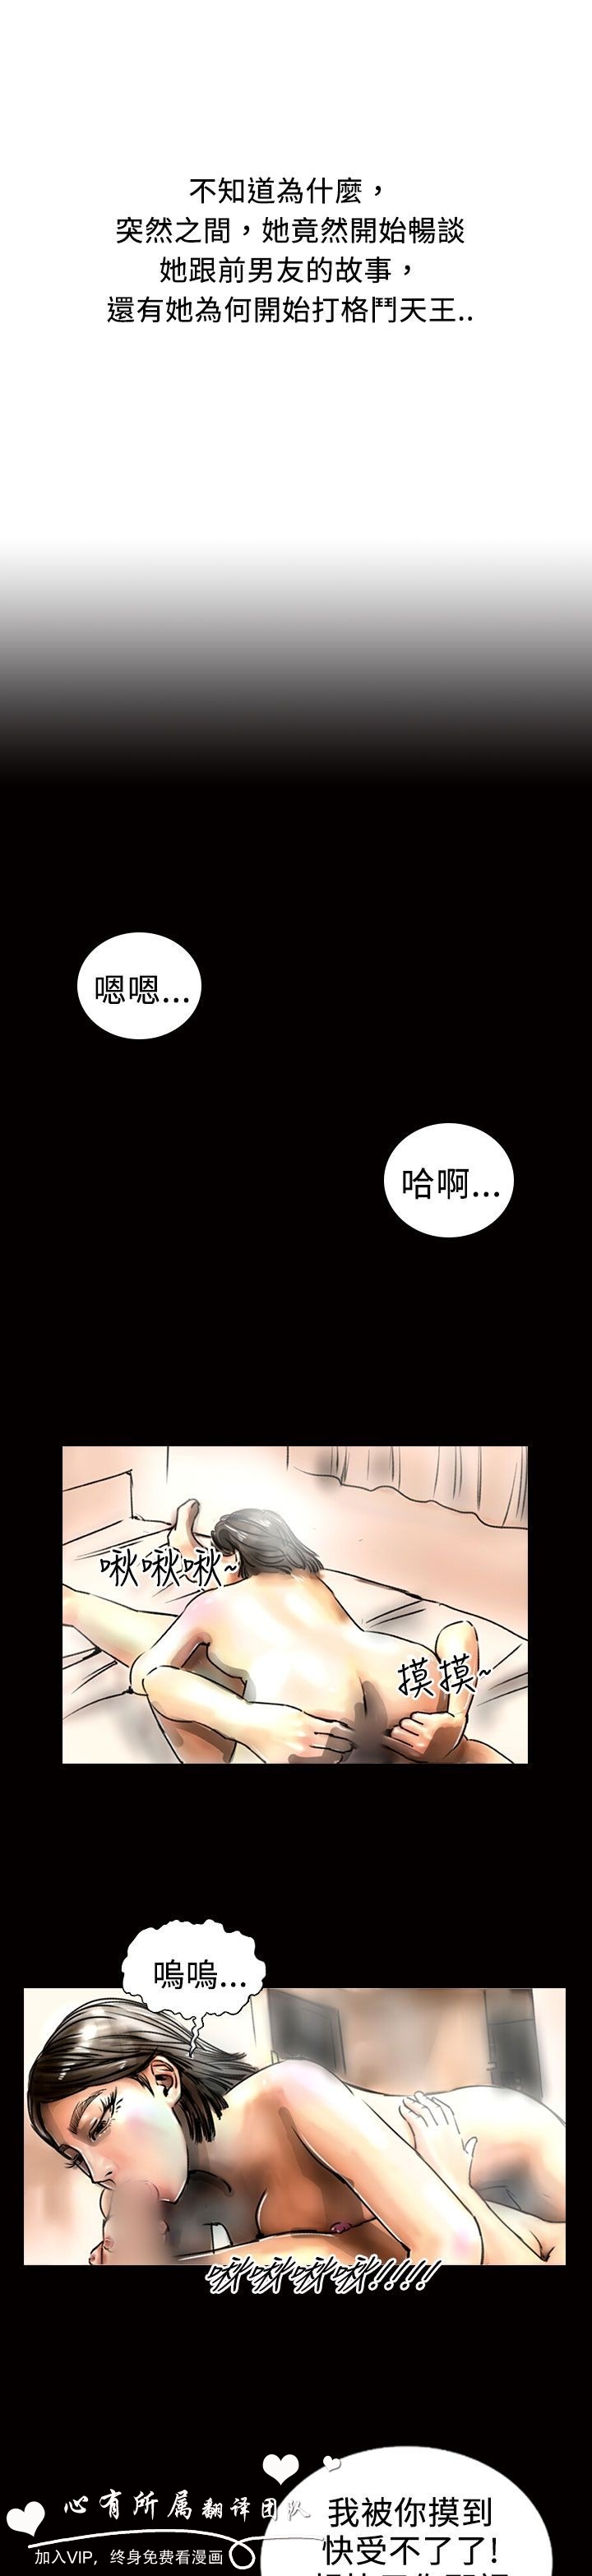 不知道為什麼，
突然之間，她竟然開始暢談
她跟前男友的故事，
還有她為何開始打格鬥天王..
嗯嗯...
哈啊...
啾啾啾~
摸摸~
嗚嗚...
啾啾啾啾!!!!!
我被你摸到
快受不了了!
心有所属翻译团队
加入VIP，终身免费看漫画